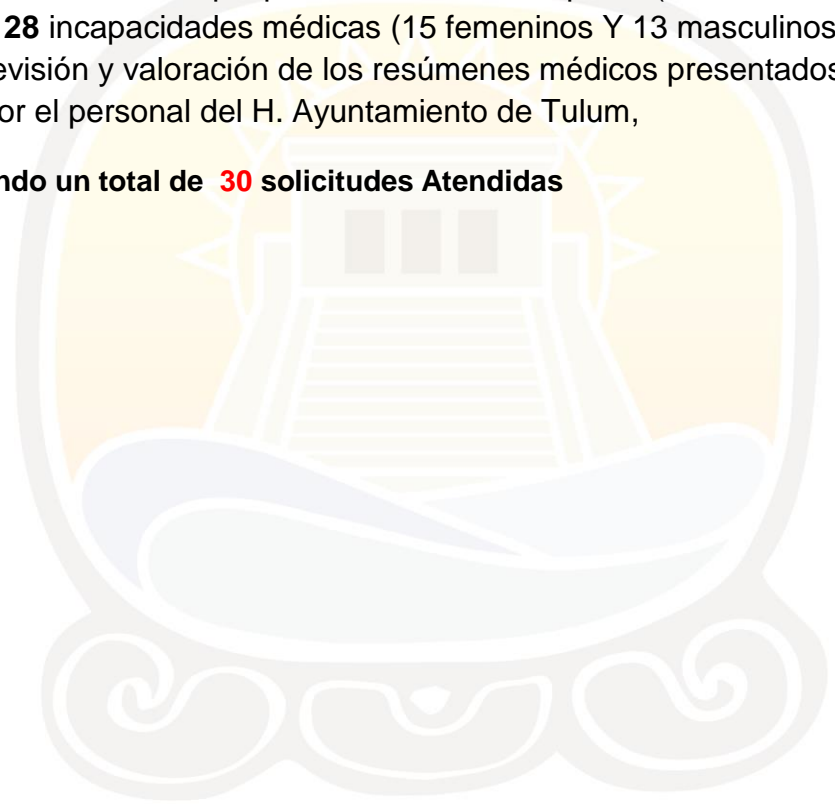 28 incapacidades médicas (15 femeninos Y 13 masculinos
evisión y valoración de los resúmenes médicos presentados
or el personal del H. Ayuntamiento de Tulum,
ndo un total de 30 solicitudes Atendidas